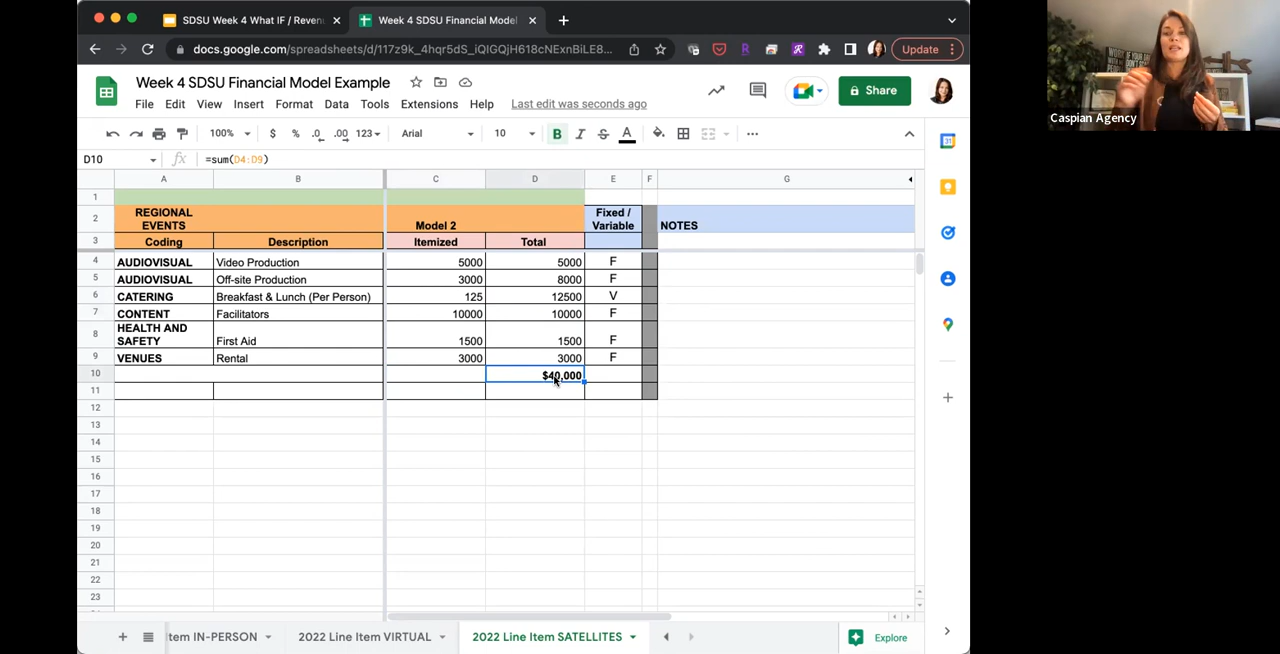 SDSU Week 4 What IF / Revenu
Week 4 SDSU Financial Model
docs.google.com/spreadsheets/d/117z9k_4hqr5dS_iQIGQjH618cNExnBiLE8...
Update
Week 4 SDSU Financial Model Example
File Edit View Insert Format Data Tools Extensions Help Last edit was seconds ago
Share
100% $ % .0 .00 123 Arial 10 B I S A
D10 fx =sum(D4:D9)
A B C D E F G
1
2 REGIONAL EVENTS Model 2 Fixed / Variable NOTES
3 Coding Description Itemized Total
4 AUDIOVISUAL Video Production 5000 5000 F
5 AUDIOVISUAL Off-site Production 3000 8000 F
6 CATERING Breakfast & Lunch (Per Person) 125 12500 V
7 CONTENT Facilitators 10000 10000 F
8 HEALTH AND SAFETY First Aid 1500 1500 F
9 VENUES Rental 3000 3000 F
10 $40,000
11
12
13
14
15
16
17
18
19
20
21
22
23
Item IN-PERSON 2022 Line Item VIRTUAL 2022 Line Item SATELLITES Explore
Caspian Agency